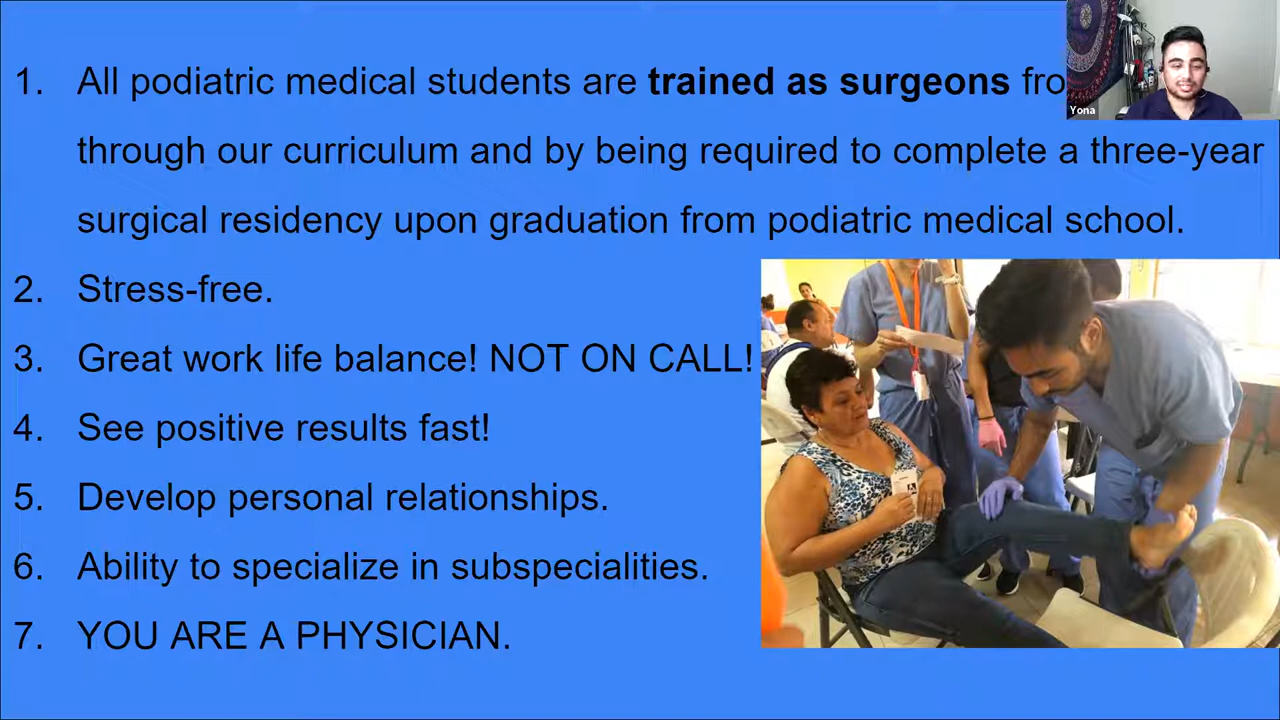 1. All podiatric medical students are trained as surgeons
Yona
through our curriculum and by being required to complete a three-year
surgical residency upon graduation from podiatric medical school.
2. Stress-free.
3. Great work life balance! NOT ON CALL!
4. See positive results fast!
5. Develop personal relationships.
6. Ability to specialize in subspecialities.
7. YOU ARE A PHYSICIAN.